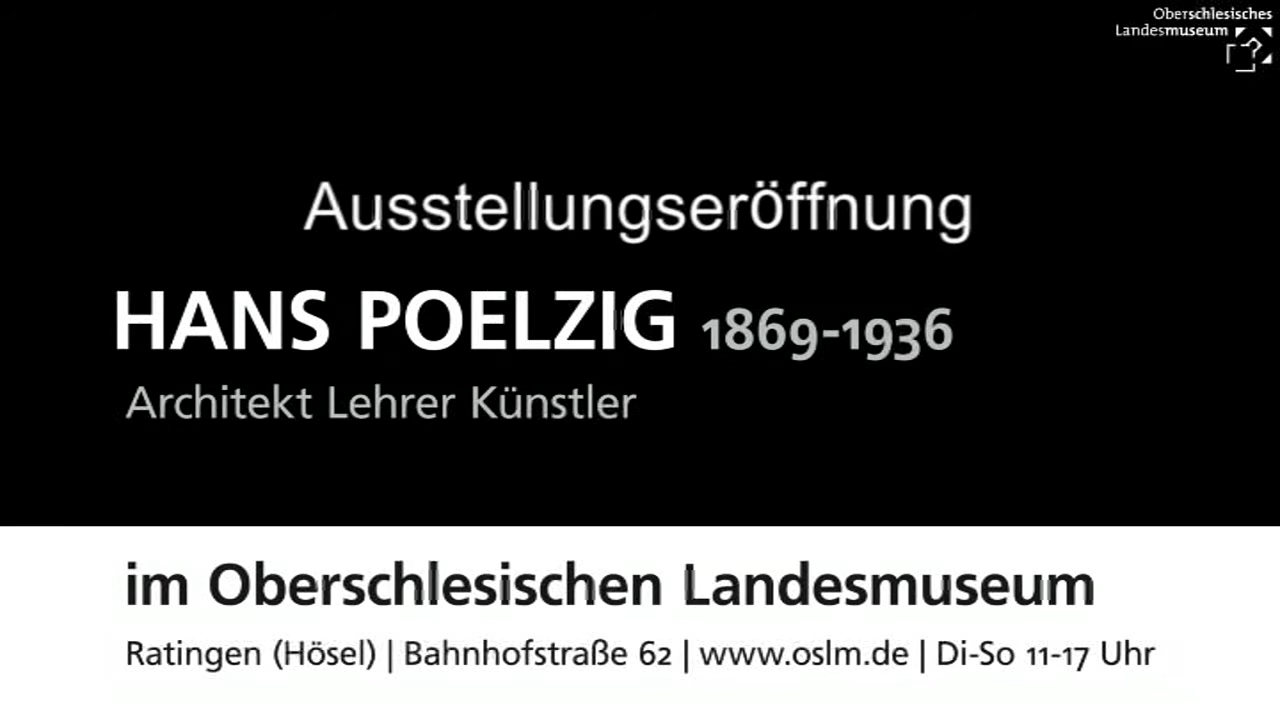 Oberschlesisches
Landesmuseum
Ausstellungseröffnung
HANS POELZIG 1869-1936
Architekt Lehrer Künstler
im Oberschlesischen Landesmuseum
Ratingen (Hösel) | Bahnhofstraße 62 | www.oslm.de | Di-So 11-17 Uhr